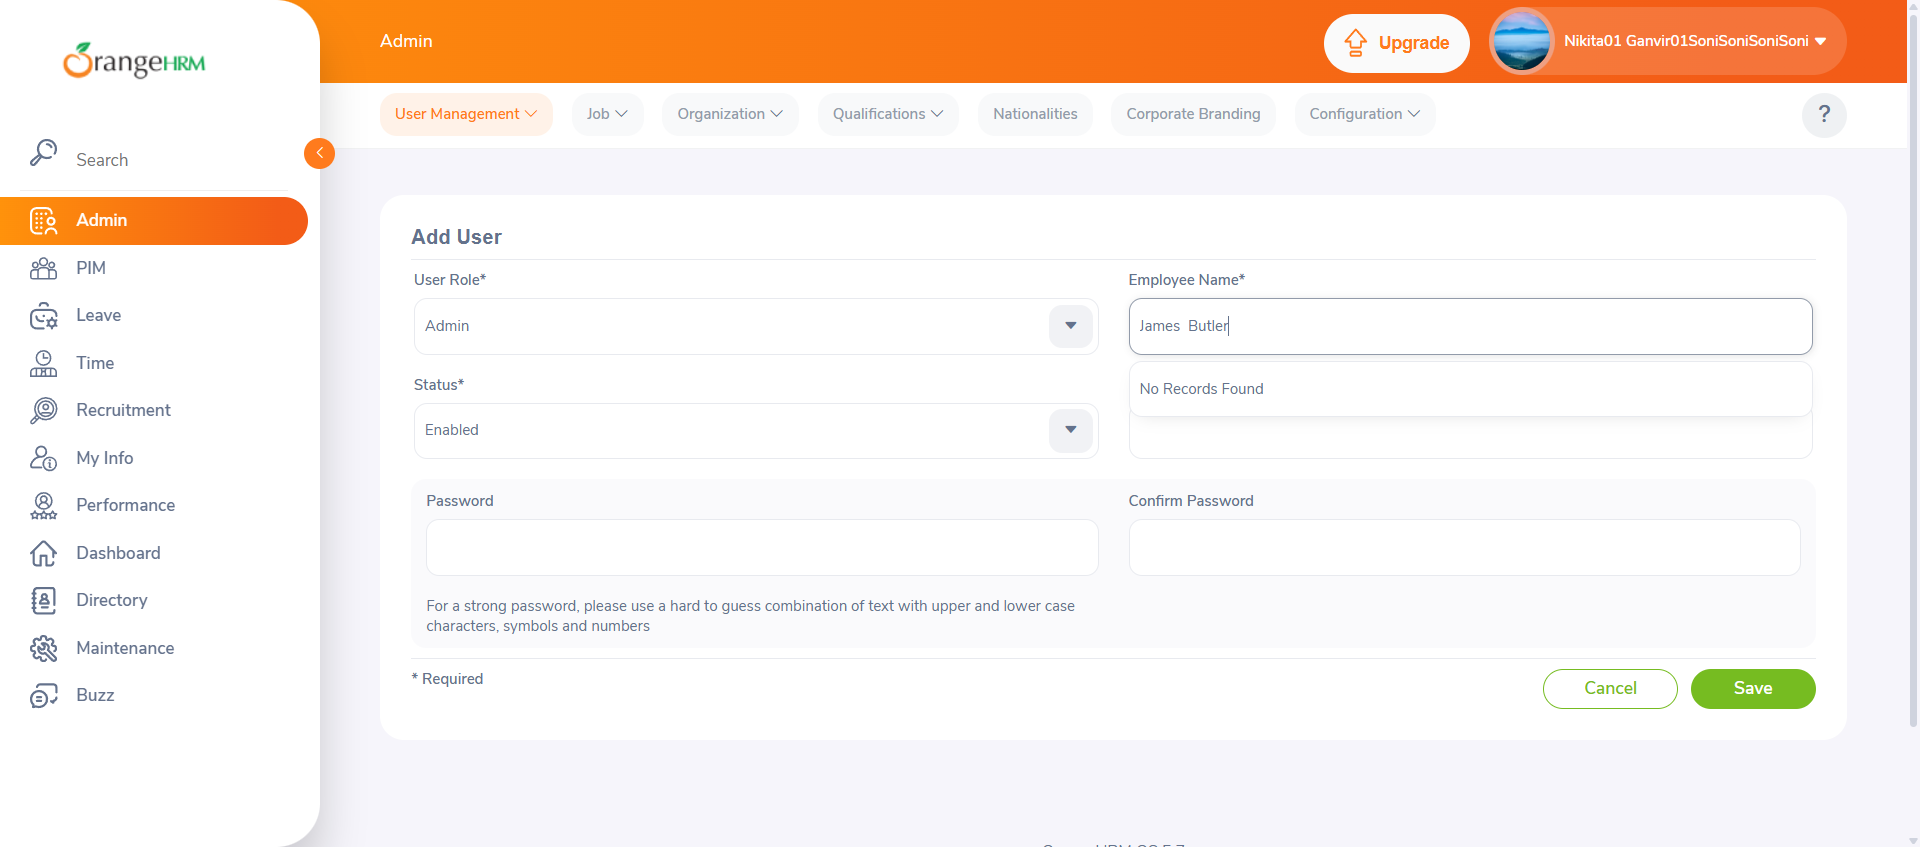 OrangeHRM
Admin
Upgrade
Nikita01 Ganvir01SoniSoniSoniSoni
User Management
Job
Organization
Qualifications
Nationalities
Corporate Branding
Configuration
?
Search
Admin
PIM
Leave
Time
Recruitment
My Info
Performance
Dashboard
Directory
Maintenance
Buzz
Add User
User Role*
Admin
Employee Name*
James  Butler
No Records Found
Status*
Enabled
Password
Confirm Password
For a strong password, please use a hard to guess combination of text with upper and lower case
characters, symbols and numbers
* Required
Cancel
Save